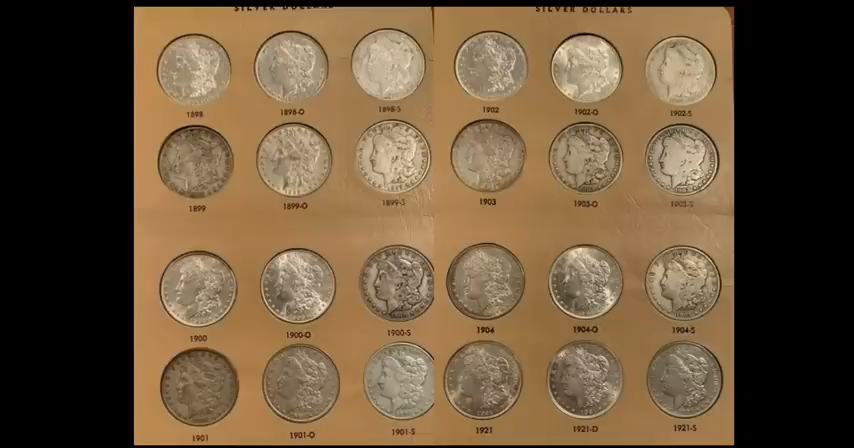 SILVER DOLLARS
1898 1898-O 1898-S
1899 1899-O 1899-S
1900 1900-O 1900-S
1901 1901-O 1901-S
SILVER DOLLARS
1902 1902-O 1902-S
1903 1903-O 1903-S
1904 1904-O 1904-S
1921 1921-D 1921-S